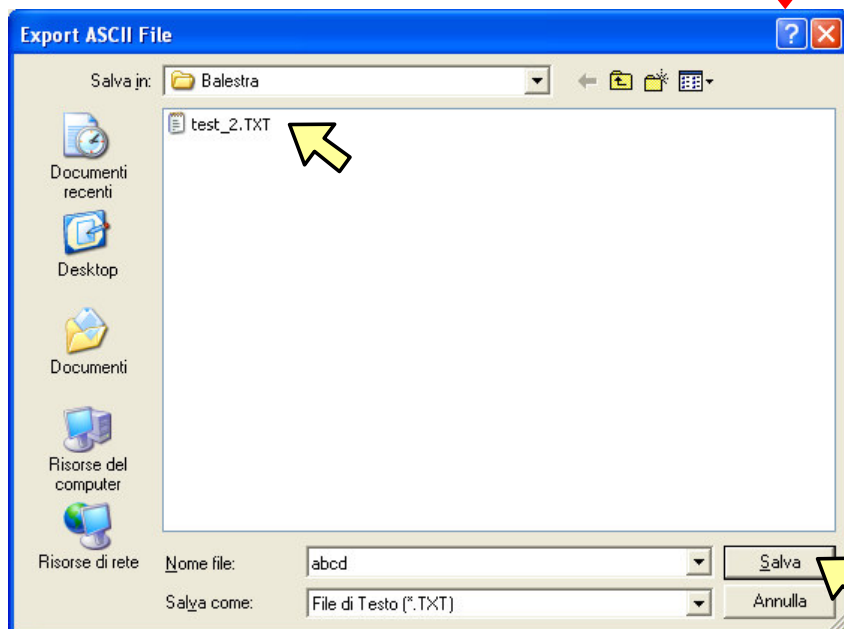 Export ASCII File
Salva in: Balestra
test_2.TXT
Documenti
recenti
Desktop
Documenti
Risorse del
computer
Risorse di rete
Nome file: abcd Salva
Salva come: File di Testo (*.TXT) Annulla